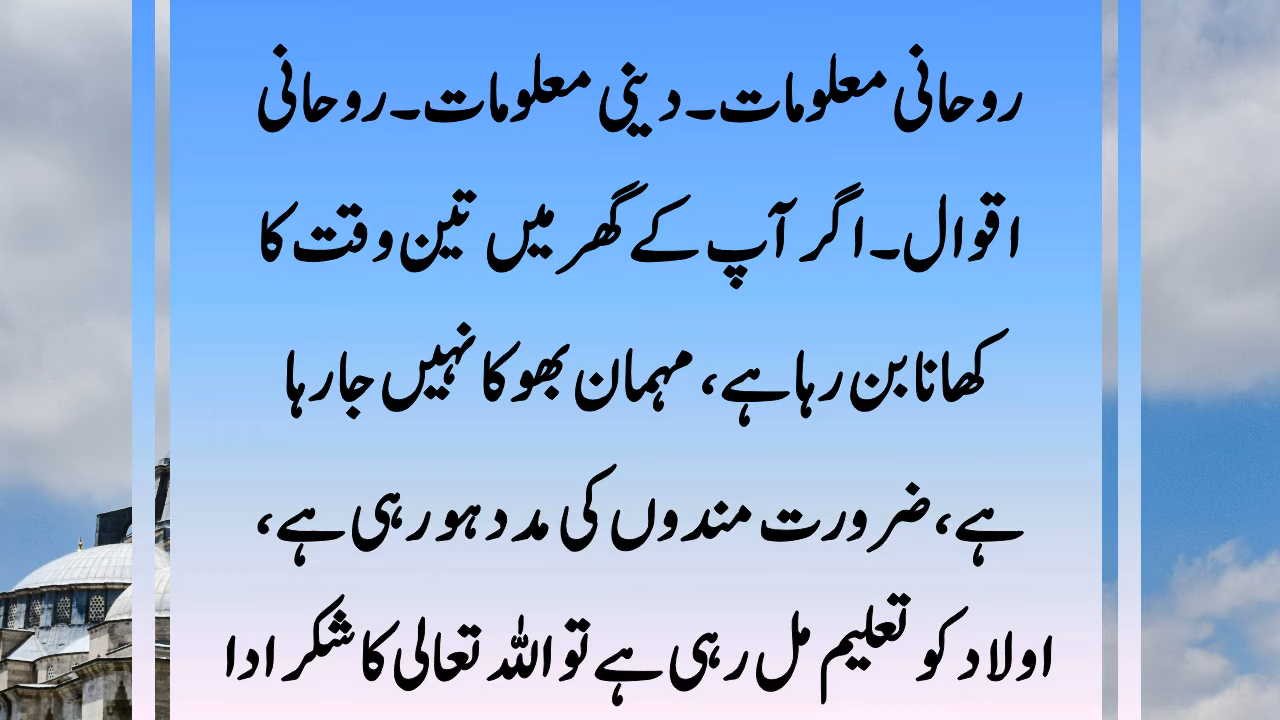 روحانی معلومات۔دینی معلومات۔روحانی
اقوال۔اگر آپ کے گھر میں تین وقت کا
کھانا بن رہا ہے، مہمان بھوکا نہیں جا رہا
ہے، ضرورت مندوں کی مدد ہو رہی ہے،
اولاد کو تعلیم مل رہی ہے تو اللہ تعالی کا شکر ادا